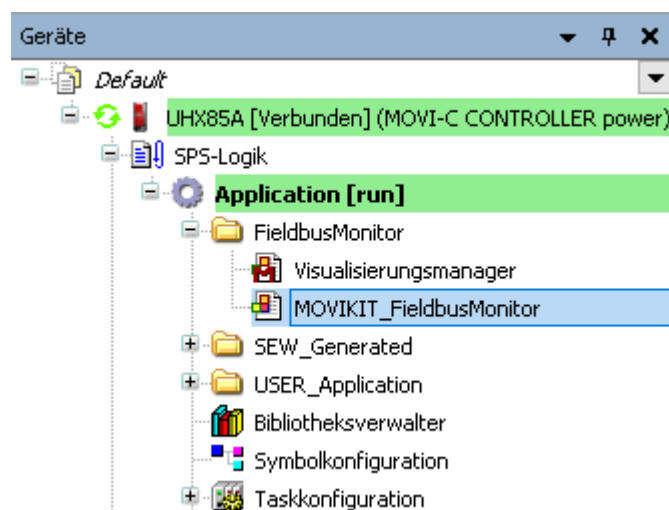 Geräte
Default
UHX85A [Verbunden] (MOVI-C CONTROLLER power)
SPS-Logik
Application [run]
FieldbusMonitor
Visualisierungsmanager
MOVIKIT_FieldbusMonitor
SEW_Generated
USER_Application
Bibliotheksverwalter
Symbolkonfiguration
Taskkonfiguration